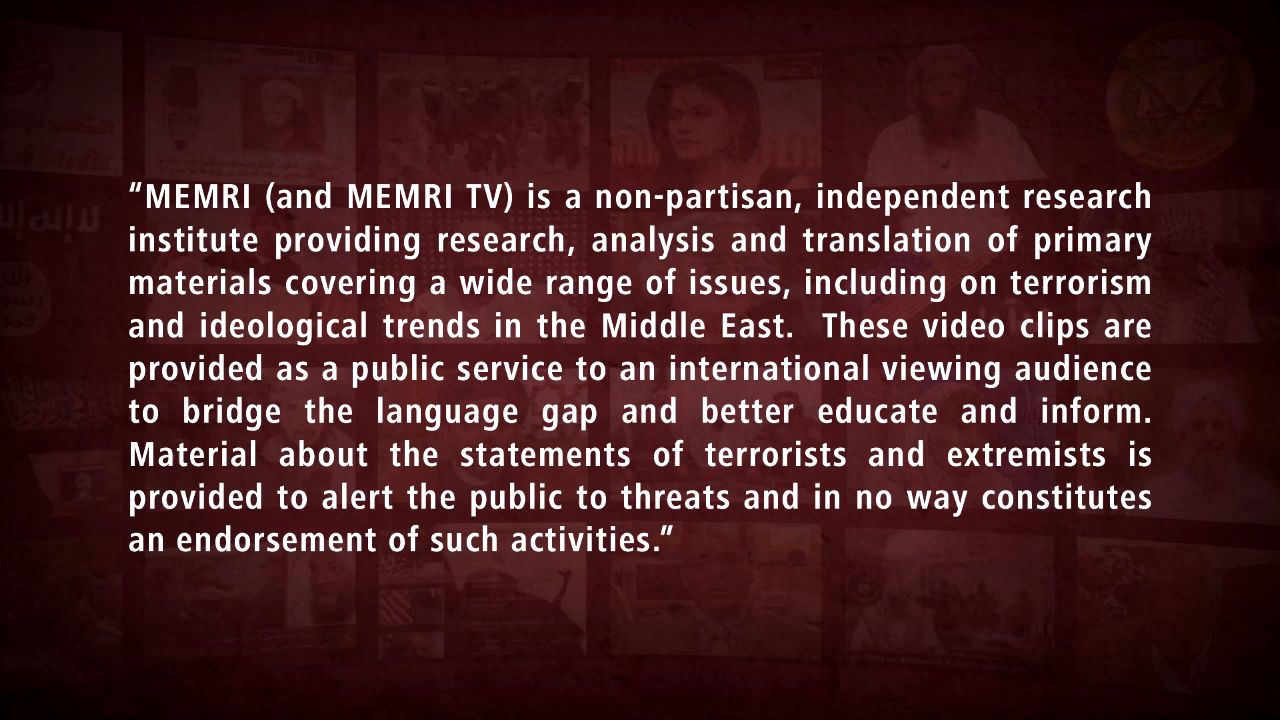 “MEMRI (and MEMRI TV) is a non-partisan, independent research
institute providing research, analysis and translation of primary
materials covering a wide range of issues, including on terrorism
and ideological trends in the Middle East.  These video clips are
provided as a public service to an international viewing audience
to bridge the language gap and better educate and inform.
Material about the statements of terrorists and extremists is
provided to alert the public to threats and in no way constitutes
an endorsement of such activities.”